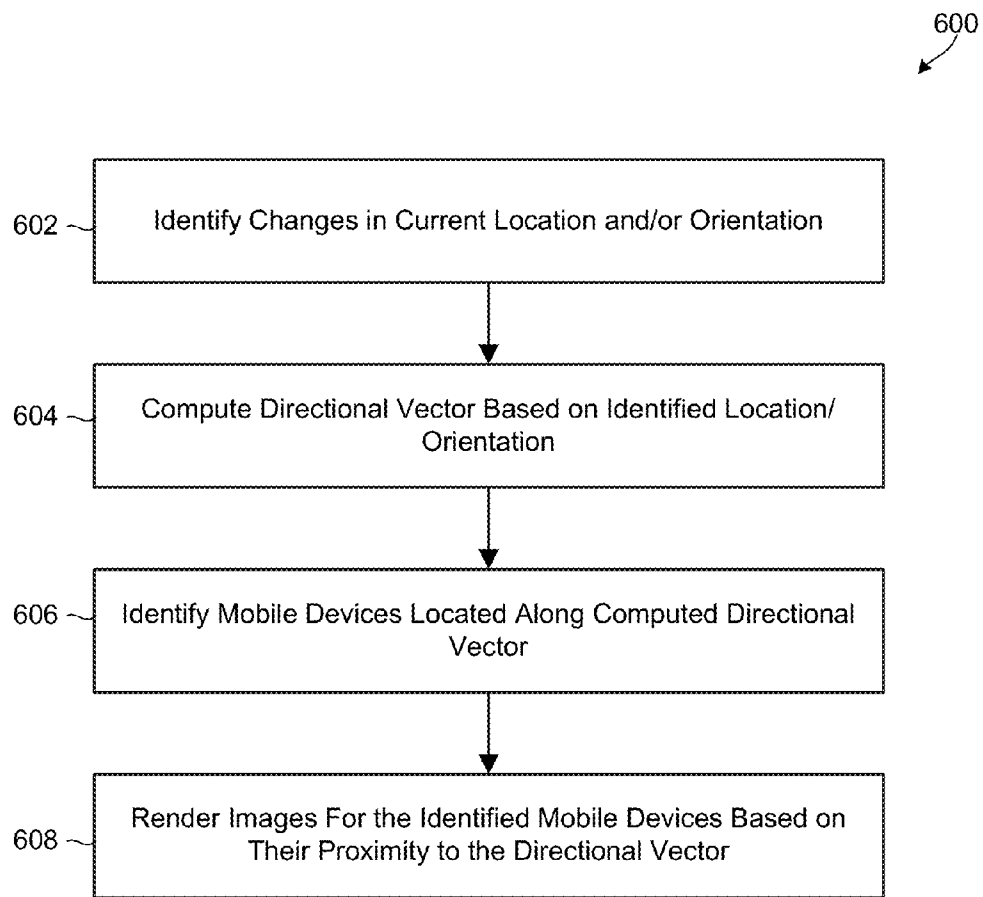 600
602
Identify Changes in Current Location and/or Orientation
604
Compute Directional Vector Based on Identified Location/
Orientation
606
Identify Mobile Devices Located Along Computed Directional
Vector
608
Render Images For the Identified Mobile Devices Based on
Their Proximity to the Directional Vector